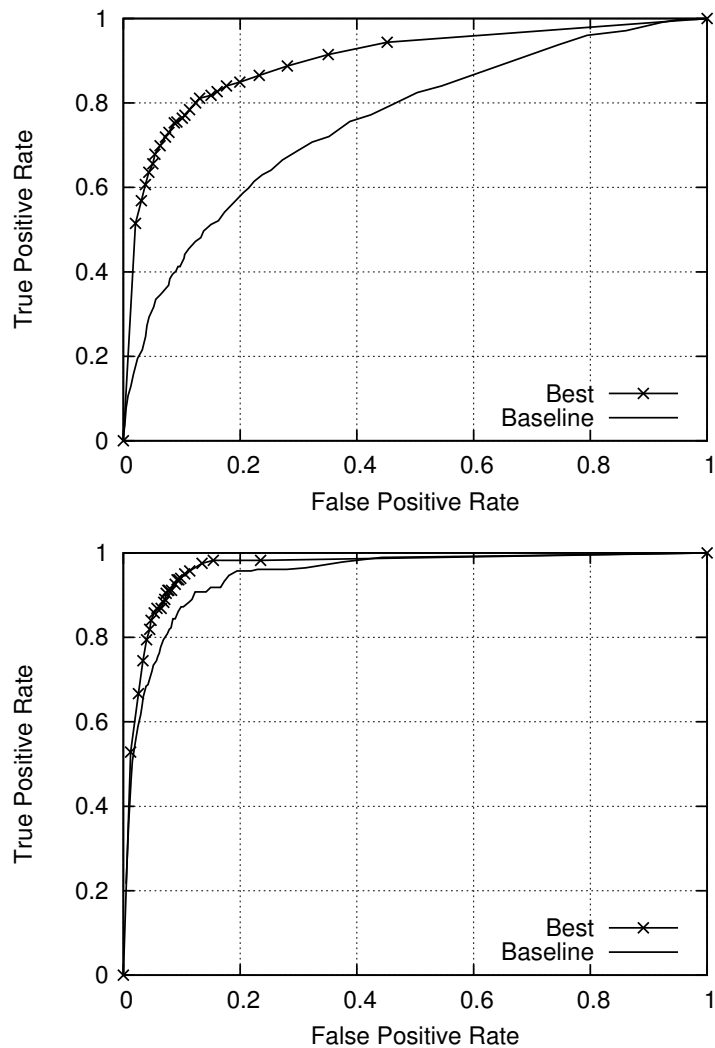 1
0.8
0.6
0.4
0.2
0
True Positive Rate
Best
Baseline
0 0.2 0.4 0.6 0.8 1
False Positive Rate
1
0.8
0.6
0.4
0.2
0
True Positive Rate
Best
Baseline
0 0.2 0.4 0.6 0.8 1
False Positive Rate